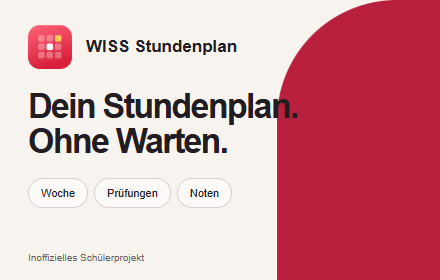 WISS Stundenplan
Dein Stundenplan.
Ohne Warten.
Woche Prüfungen Noten
Inoffizielles Schülerprojekt